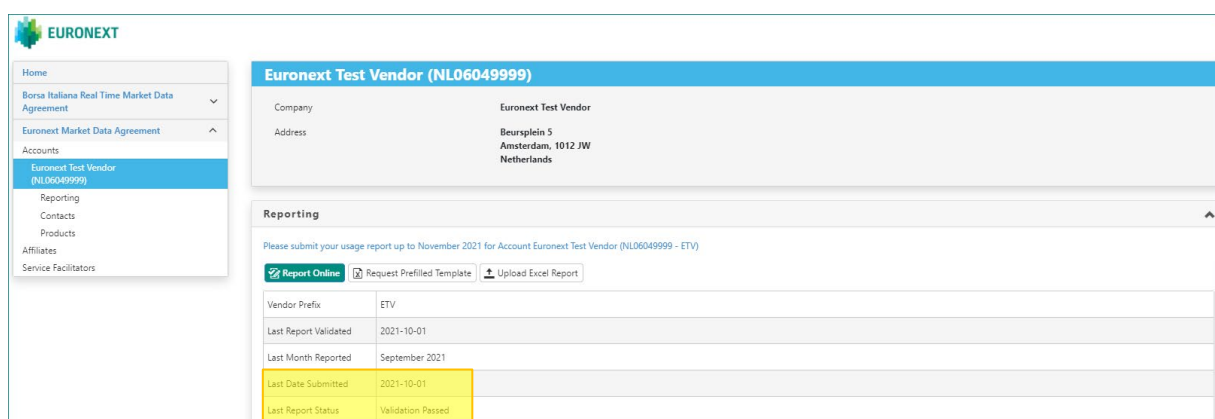 EURONEXT
Home
Borsa Italiana Real Time Market Data
Agreement
Euronext Market Data Agreement
Accounts
Euronext Test Vendor
(NL06049999)
Reporting
Contacts
Products
Affiliates
Service Facilitators
Euronext Test Vendor (NL06049999)
Company Euronext Test Vendor
Address Beursplein 5
Amsterdam, 1012 JW
Netherlands
Reporting
Please submit your usage report up to November 2021 for Account Euronext Test Vendor (NL06049999 - ETV)
Report Online Request Prefilled Template Upload Excel Report
Vendor Prefix ETV
Last Report Validated 2021-10-01
Last Month Reported September 2021
Last Date Submitted 2021-10-01
Last Report Status Validation Passed